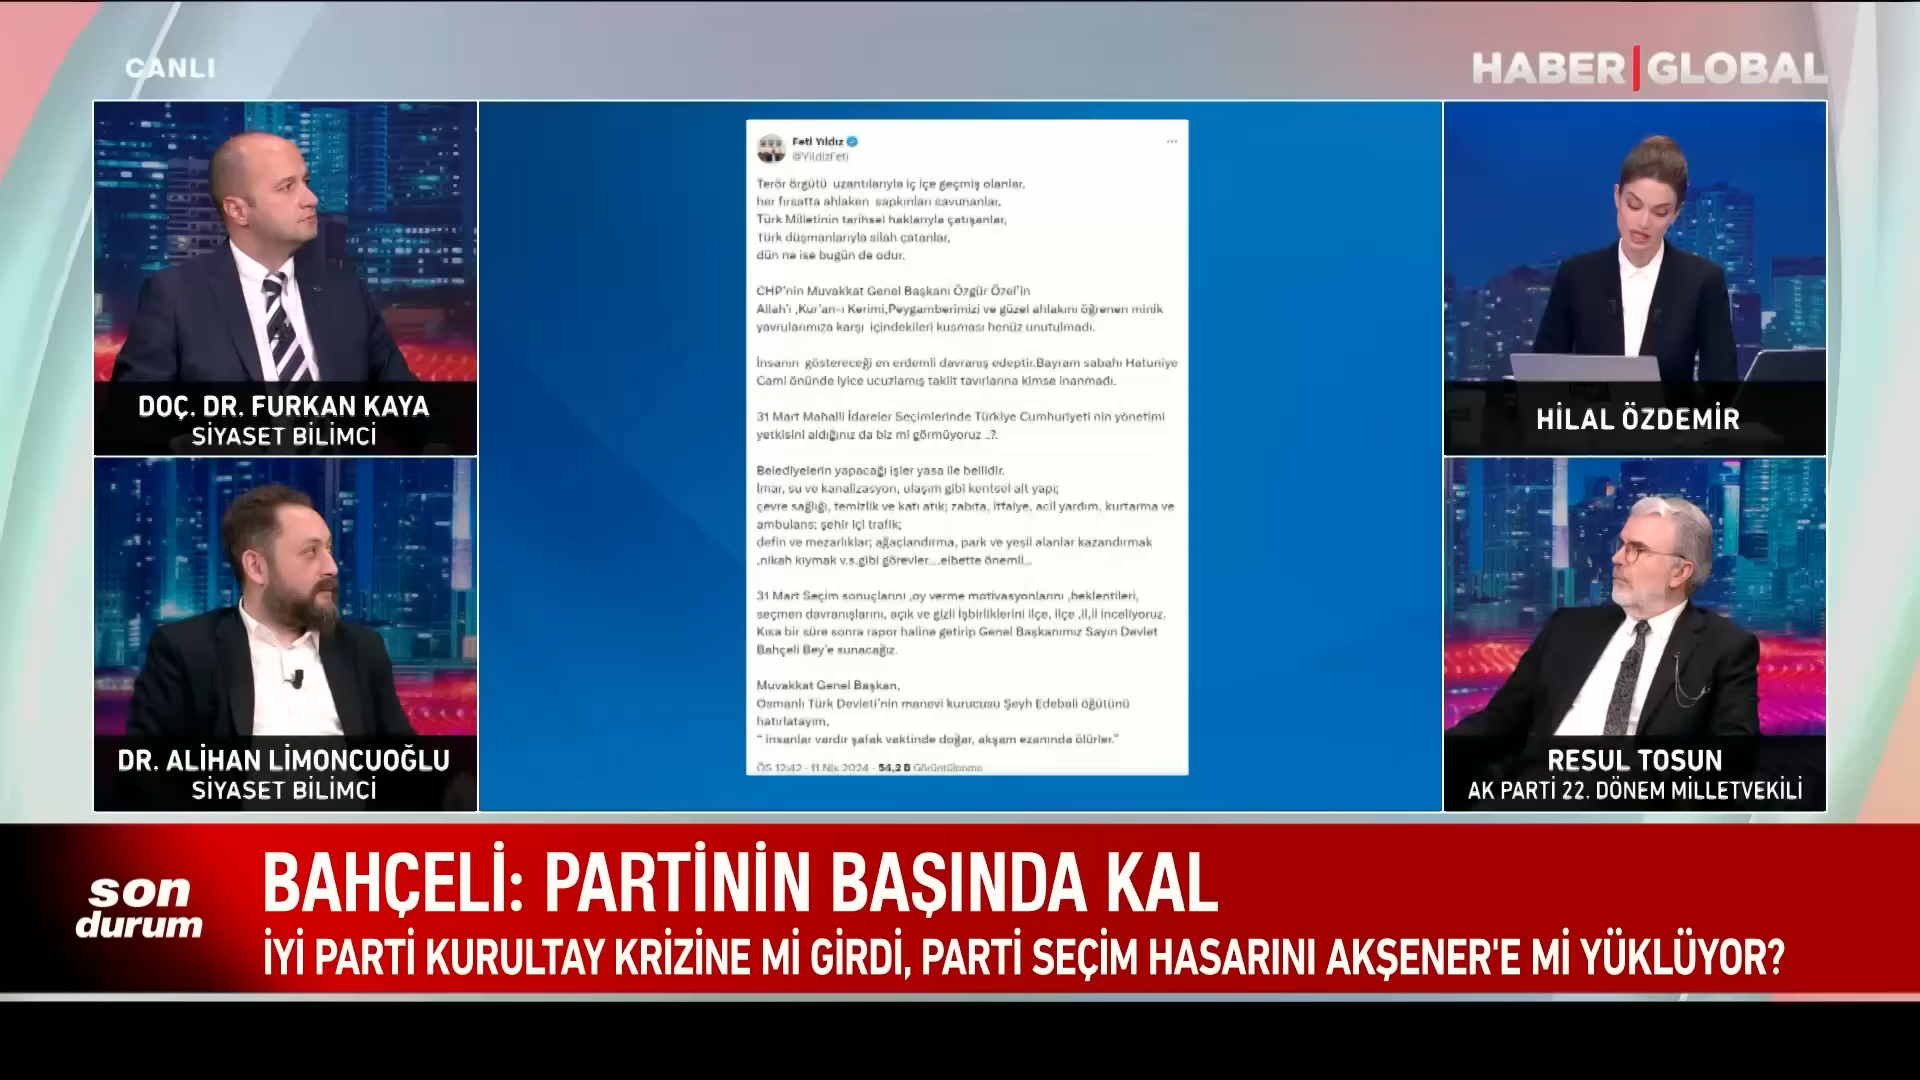 CANLI
HABER GLOBAL
DOÇ. DR. FURKAN KAYA
SİYASET BİLİMCİ
DR. ALİHAN LİMONCUOĞLU
SİYASET BİLİMCİ
Feti Yıldız
@YildizFeti
Terör örgütü uzantılarıyla iç içe geçmiş olanlar,
her fırsatta ahlaken sapkınları savunanlar,
Türk Milletinin tarihsel haklarıyla çatışanlar,
Türk düşmanlarıyla silah çatanlar,
dün ne ise bugün de odur.
CHP'nin Muvakkat Genel Başkanı Özgür Özel'in
Allah'ı ,Kur'an-ı Kerimi,Peygamberimizi ve güzel ahlakını öğrenen minik
yavrularımıza karşı içindekileri kusması henüz unutulmadı.
İnsanın göstereceği en erdemli davranış edeptir.Bayram sabahı Hatuniye
Cami önünde iyice ucuzlamış taklit tavırlarına kimse inanmadı.
31 Mart Mahalli İdareler Seçimlerinde Türkiye Cumhuriyeti nin yönetimi
yetkisini aldığınız da biz mi görmüyoruz ..?.
Belediyelerin yapacağı işler yasa ile bellidir.
İmar, su ve kanalizasyon, ulaşım gibi kentsel alt yapı;
çevre sağlığı, temizlik ve katı atık; zabıta, itfaiye, acil yardım, kurtarma ve
ambulans; şehir içi trafik;
defin ve mezarlıklar; ağaçlandırma, park ve yeşil alanlar kazandırmak
,nikah kıymak v.s.gibi görevler....elbette önemli...
31 Mart Seçim sonuçlarını ,oy verme motivasyonlarını ,beklentileri,
seçmen davranışlarını, açık ve gizli işbirliklerini ilçe, ilçe ,il,il inceliyoruz.
Kısa bir süre sonra rapor haline getirip Genel Başkanımız Sayın Devlet
Bahçeli Bey'e sunacağız.
Muvakkat Genel Başkan,
Osmanlı Türk Devleti'nin manevi kurucusu Şeyh Edebali öğütünü
hatırlatayım,
" insanlar vardır şafak vaktinde doğar, akşam ezanında ölürler."
ÖS 12:42 · 11 Nis 2024 · 54,2 B Görüntülenme
HİLAL ÖZDEMİR
RESUL TOSUN
AK PARTİ 22. DÖNEM MİLLETVEKİLİ
son durum
BAHÇELİ: PARTİNİN BAŞINDA KAL
İYİ PARTİ KURULTAY KRİZİNE Mİ GİRDİ, PARTİ SEÇİM HASARINI AKŞENER'E Mİ YÜKLÜYOR?